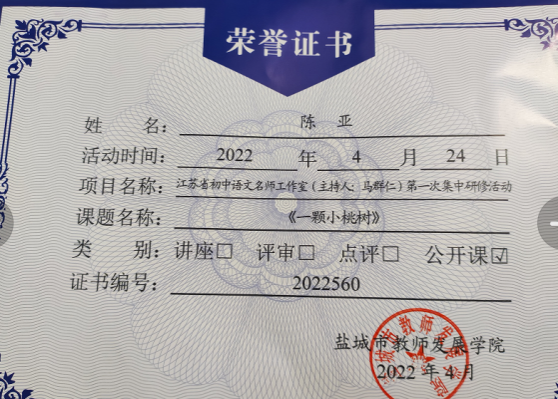 荣誉证书
姓 名：陈 亚
活动时间：2022 年 4 月 24 日
项目名称：江苏省初中语文名师工作室（主持人：马群仁）第一次集中研修活动
课题名称：《一颗小桃树》
类 别：讲座□ 评审□ 点评□ 公开课☑
证书编号：2022560
盐城市教师发展学院
2022 年 4 月